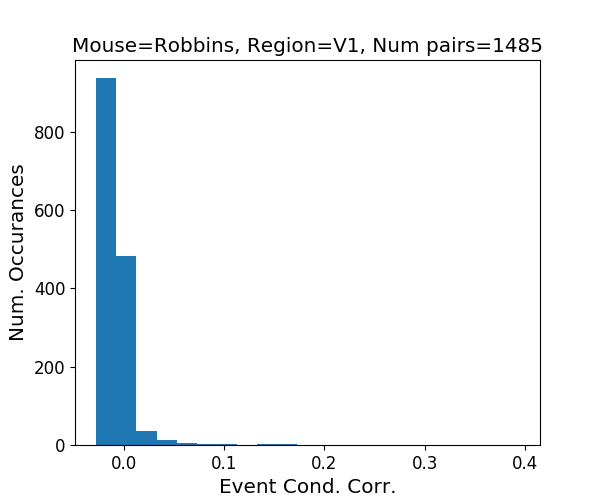 Mouse=Robbins, Region=V1, Num pairs=1485
Num. Occurances
800
600
400
200
0
0.0 0.1 0.2 0.3 0.4
Event Cond. Corr.